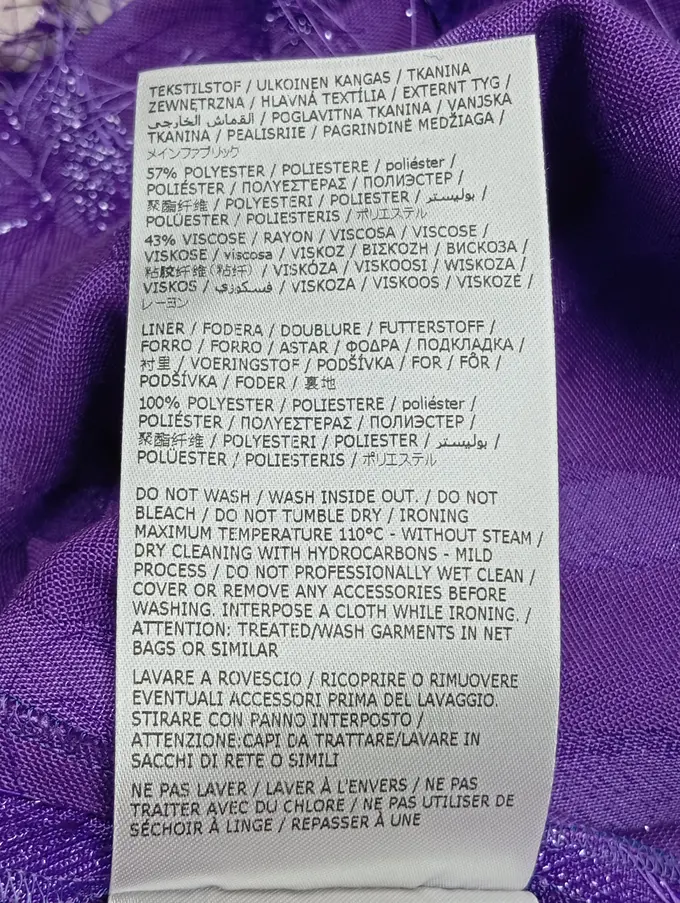 TEKSTILSTOF / ULKOINEN KANGAS / TKANINA
ZEWNĘTRZNA / HLAVNÁ TEXTÍLIA / EXTERNT TYG /
القماش الخارجي / POGLAVITNA TKANINA / VANJSKA
TKANINA / PEALISRIIE / PAGRINDINĖ MEDŽIAGA /
メインファブリック
57% POLYESTER / POLIESTERE / poliéster /
POLIÉSTER / ΠΟΛΥΕΣΤΕΡΑΣ / ПОЛИЭСТЕР /
聚酯纤维 / POLYESTERI / POLIESTER / بوليستر /
POLÜESTER / POLIESTERIS / ポリエステル
43% VISCOSE / RAYON / VISCOSA / VISCOSE /
VISKOSE / viscosa / VISKOZ / ΒΙΣΚΟΖΗ / ВИСКОЗА /
粘胶纤维(粘纤) / VISKÓZA / VISKOOSI / WISKOZA /
VISKOS / فسكوزي / VISKOZA / VISKOOS / VISKOZĖ /
レーヨン
LINER / FODERA / DOUBLURE / FUTTERSTOFF /
FORRO / FORRO / ASTAR / ΦΟΔΡΑ / ПОДКЛАДКА /
衬里 / VOERINGSTOF / PODŠÍVKA / FOR / FÔR /
PODŠÍVKA / FODER / 裏地
100% POLYESTER / POLIESTERE / poliéster /
POLIÉSTER / ΠΟΛΥΕΣΤΕΡΑΣ / ПОЛИЭСТЕР /
聚酯纤维 / POLYESTERI / POLIESTER / بوليستر /
POLÜESTER / POLIESTERIS / ポリエステル
DO NOT WASH / WASH INSIDE OUT. / DO NOT
BLEACH / DO NOT TUMBLE DRY / IRONING
MAXIMUM TEMPERATURE 110°C - WITHOUT STEAM /
DRY CLEANING WITH HYDROCARBONS - MILD
PROCESS / DO NOT PROFESSIONALLY WET CLEAN /
COVER OR REMOVE ANY ACCESSORIES BEFORE
WASHING. INTERPOSE A CLOTH WHILE IRONING. /
ATTENTION: TREATED/WASH GARMENTS IN NET
BAGS OR SIMILAR
LAVARE A ROVESCIO / RICOPRIRE O RIMUOVERE
EVENTUALI ACCESSORI PRIMA DEL LAVAGGIO.
STIRARE CON PANNO INTERPOSTO /
ATTENZIONE:CAPI DA TRATTARE/LAVARE IN
SACCHI DI RETE O SIMILI
NE PAS LAVER / LAVER À L'ENVERS / NE PAS
TRAITER AVEC DU CHLORE / NE PAS UTILISER DE
SÉCHOIR À LINGE / REPASSER À UNE